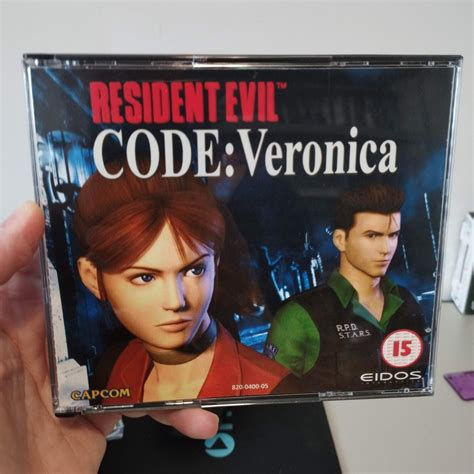 RESIDENT EVIL™
CODE:Veronica
R.P.D.
S.T.A.R.S.
15
CAPCOM
820-0400-05
EIDOS